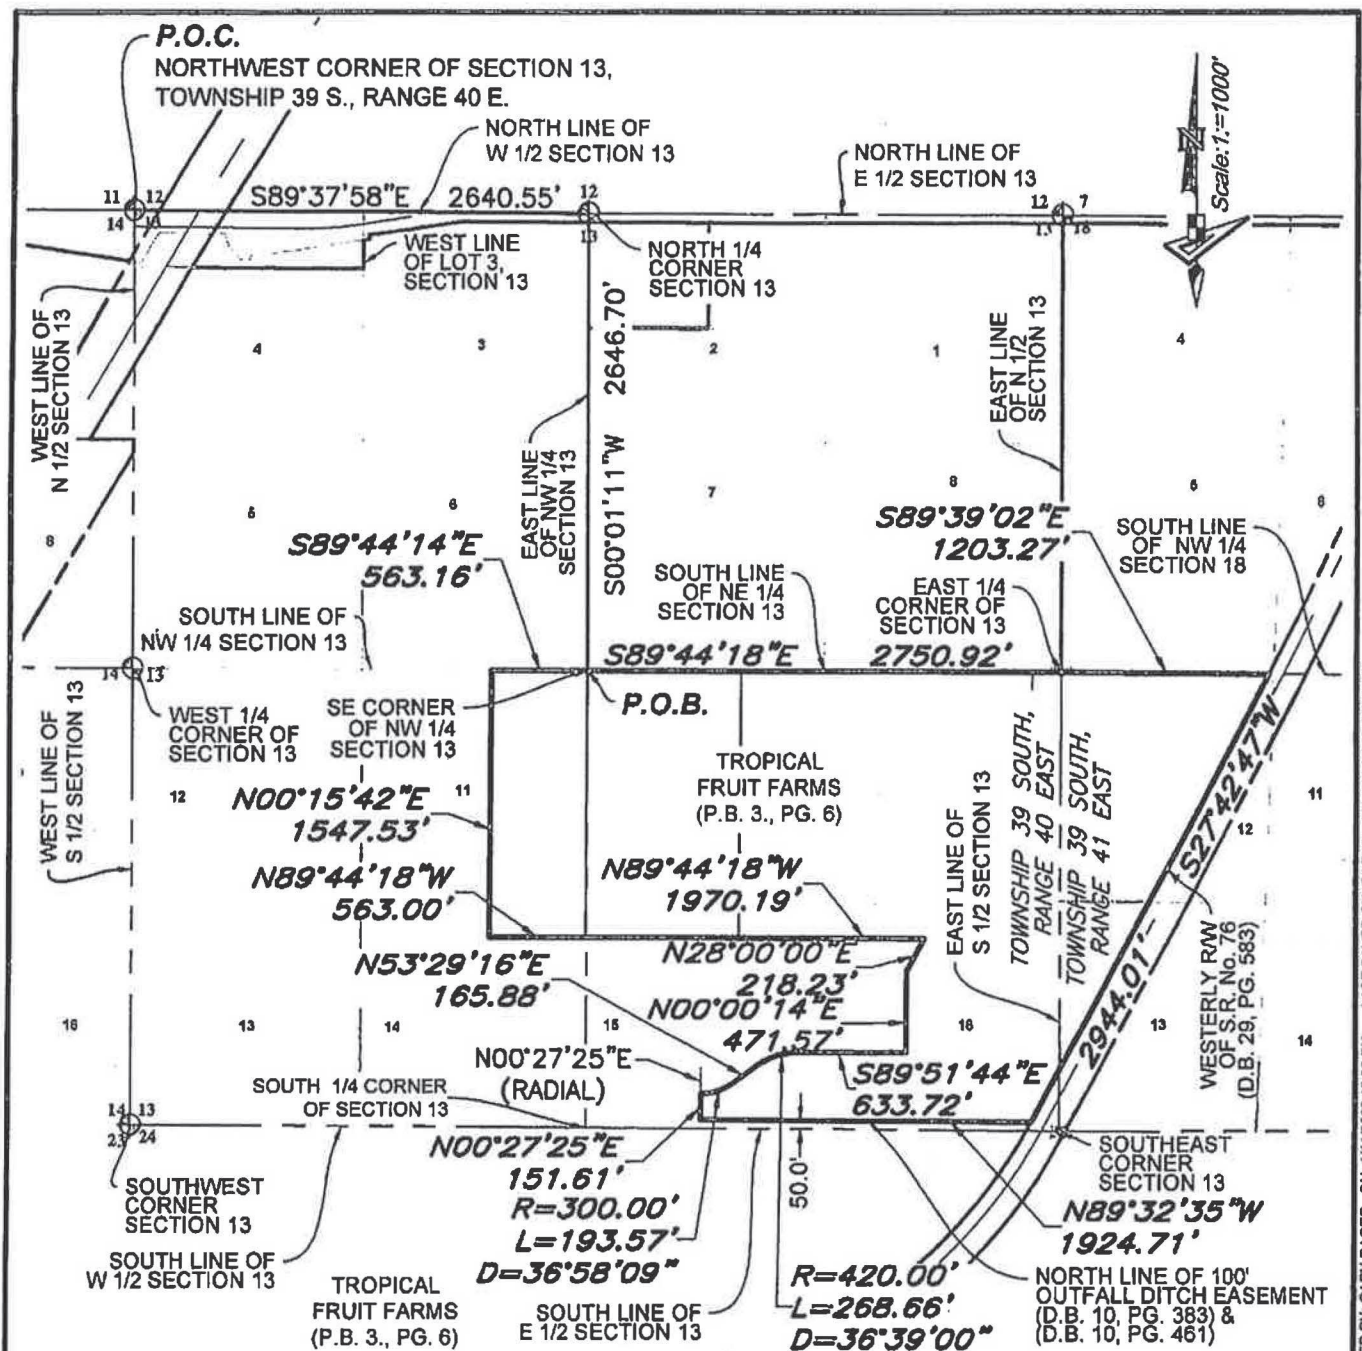 P.O.C.
NORTHWEST CORNER OF SECTION 13,
TOWNSHIP 39 S., RANGE 40 E.
Scale:1:=1000'
N
NORTH LINE OF
W 1/2 SECTION 13
NORTH LINE OF
E 1/2 SECTION 13
S89°37'58"E 2640.55'
11 12
14 13
12
13
12 7
13 18
WEST LINE
OF LOT 3,
SECTION 13
NORTH 1/4
CORNER
SECTION 13
WEST LINE OF
N 1/2 SECTION 13
4
3
2
1
4
EAST LINE
OF N 1/2
SECTION 13
S00°01'11"W 2646.70'
EAST LINE
OF NW 1/4
SECTION 13
8
5
6
7
8
5
6
S89°44'14"E
563.16'
S89°39'02"E
1203.27'
SOUTH LINE
OF NW 1/4
SECTION 18
SOUTH LINE OF
NW 1/4 SECTION 13
SOUTH LINE
OF NE 1/4
SECTION 13
EAST 1/4
CORNER OF
SECTION 13
S89°44'18"E 2750.92'
14 13
P.O.B.
WEST 1/4
CORNER OF
SECTION 13
SE CORNER
OF NW 1/4
SECTION 13
WEST LINE OF
S 1/2 SECTION 13
TROPICAL
FRUIT FARMS
(P.B. 3., PG. 6)
12
11
N00°15'42"E
1547.53'
EAST LINE OF
S 1/2 SECTION 13
TOWNSHIP 39 SOUTH,
RANGE 40 EAST
TOWNSHIP 39 SOUTH,
RANGE 41 EAST
S27°42'47"W
2944.01'
12
11
N89°44'18"W
563.00'
N89°44'18"W
1970.19'
WESTERLY R/W
OF S.R. No. 76
(D.B. 29, PG. 583)
N53°29'16"E
165.88'
N28°00'00"E
218.23'
N00°00'14"E
471.57'
16
13
14
15
16
13
14
N00°27'25"E
(RADIAL)
S89°51'44"E
633.72'
SOUTH 1/4 CORNER
OF SECTION 13
14 13
23 24
N00°27'25"E
151.61'
R=300.00'
L=193.57'
D=36°58'09"
50.0'
SOUTHEAST
CORNER
SECTION 13
N89°32'35"W
1924.71'
SOUTHWEST
CORNER
SECTION 13
SOUTH LINE OF
W 1/2 SECTION 13
TROPICAL
FRUIT FARMS
(P.B. 3., PG. 6)
SOUTH LINE OF
E 1/2 SECTION 13
R=420.00'
L=268.66'
D=36°39'00"
NORTH LINE OF 100'
OUTFALL DITCH EASEMENT
(D.B. 10, PG. 383) &
(D.B. 10, PG. 461)